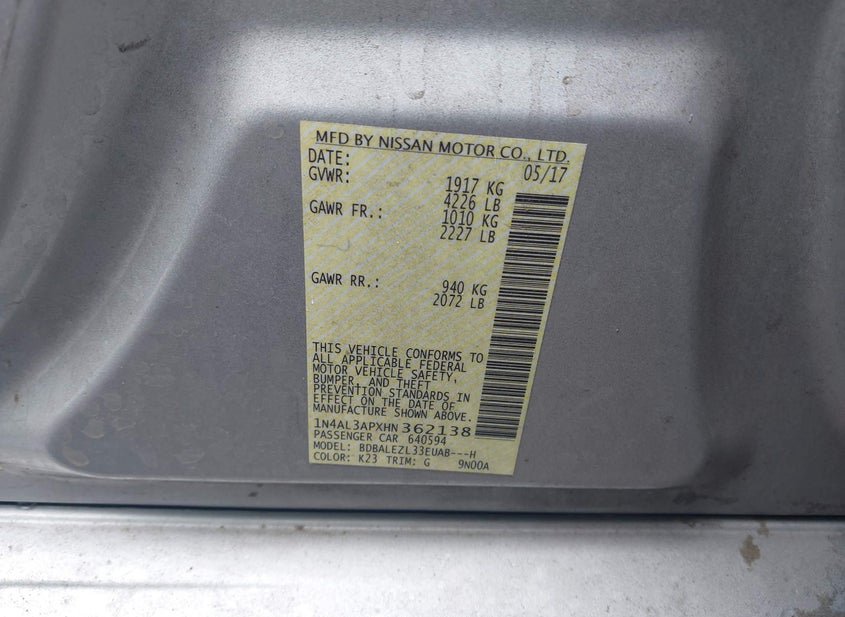 MFD BY NISSAN MOTOR CO., LTD.
DATE: 05/17
GVWR: 1917 KG
4226 LB
GAWR FR.: 1010 KG
2227 LB
GAWR RR.: 940 KG
2072 LB
THIS VEHICLE CONFORMS TO
ALL APPLICABLE FEDERAL
MOTOR VEHICLE SAFETY,
BUMPER, AND THEFT
PREVENTION STANDARDS IN
EFFECT ON THE DATE OF
MANUFACTURE SHOWN ABOVE.
1N4AL3APXHN362138
PASSENGER CAR 640594
MODEL: BDBALEZL33EUAB---H
COLOR: K23 TRIM: G 9N00A